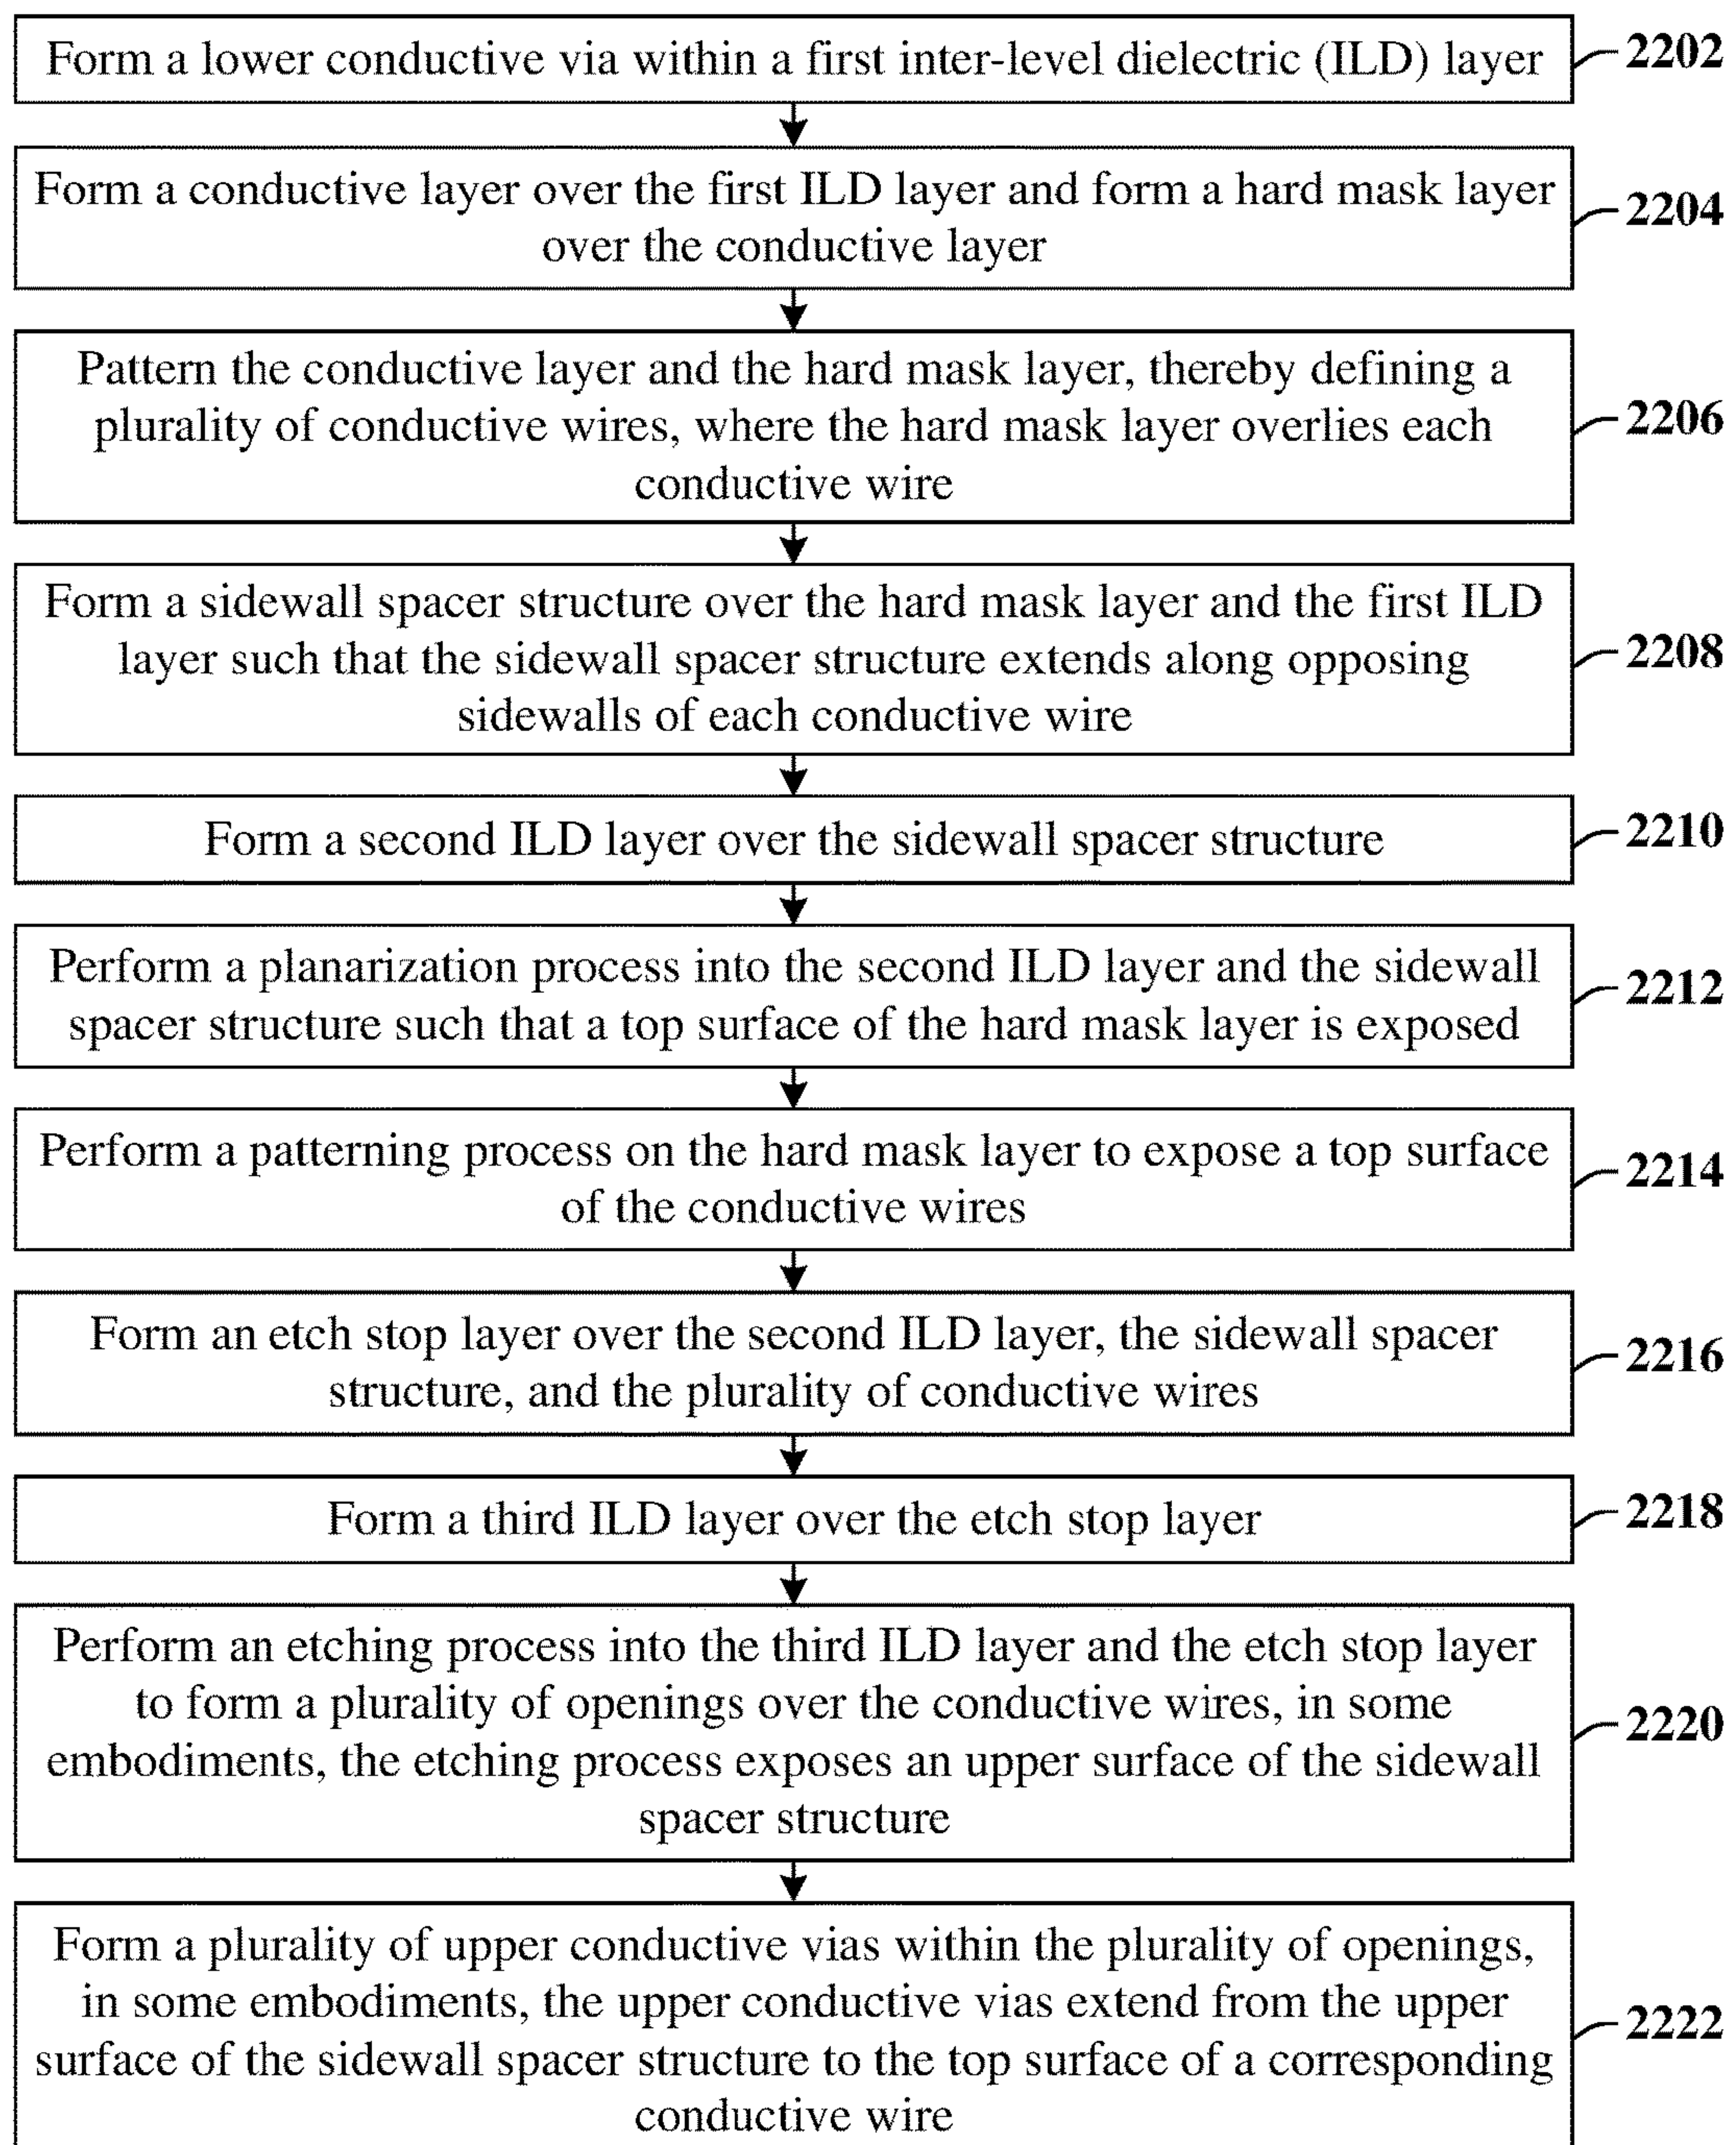 Form a lower conductive via within a first inter-level dielectric (ILD) layer
2202
Form a conductive layer over the first ILD layer and form a hard mask layer
over the conductive layer
2204
Pattern the conductive layer and the hard mask layer, thereby defining a
plurality of conductive wires, where the hard mask layer overlies each
conductive wire
2206
Form a sidewall spacer structure over the hard mask layer and the first ILD
layer such that the sidewall spacer structure extends along opposing
sidewalls of each conductive wire
2208
Form a second ILD layer over the sidewall spacer structure
2210
Perform a planarization process into the second ILD layer and the sidewall
spacer structure such that a top surface of the hard mask layer is exposed
2212
Perform a patterning process on the hard mask layer to expose a top surface
of the conductive wires
2214
Form an etch stop layer over the second ILD layer, the sidewall spacer
structure, and the plurality of conductive wires
2216
Form a third ILD layer over the etch stop layer
2218
Perform an etching process into the third ILD layer and the etch stop layer
to form a plurality of openings over the conductive wires, in some
embodiments, the etching process exposes an upper surface of the sidewall
spacer structure
2220
Form a plurality of upper conductive vias within the plurality of openings,
in some embodiments, the upper conductive vias extend from the upper
surface of the sidewall spacer structure to the top surface of a corresponding
conductive wire
2222